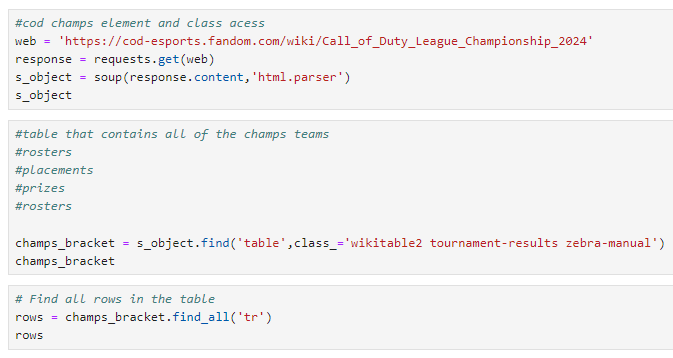 #cod champs element and class acess
web = 'https://cod-esports.fandom.com/wiki/Call_of_Duty_League_Championship_2024'
response = requests.get(web)
s_object = soup(response.content,'html.parser')
s_object
#table that contains all of the champs teams
#rosters
#placements
#prizes
#rosters
champs_bracket = s_object.find('table',class_='wikitable2 tournament-results zebra-manual')
champs_bracket
# Find all rows in the table
rows = champs_bracket.find_all('tr')
rows